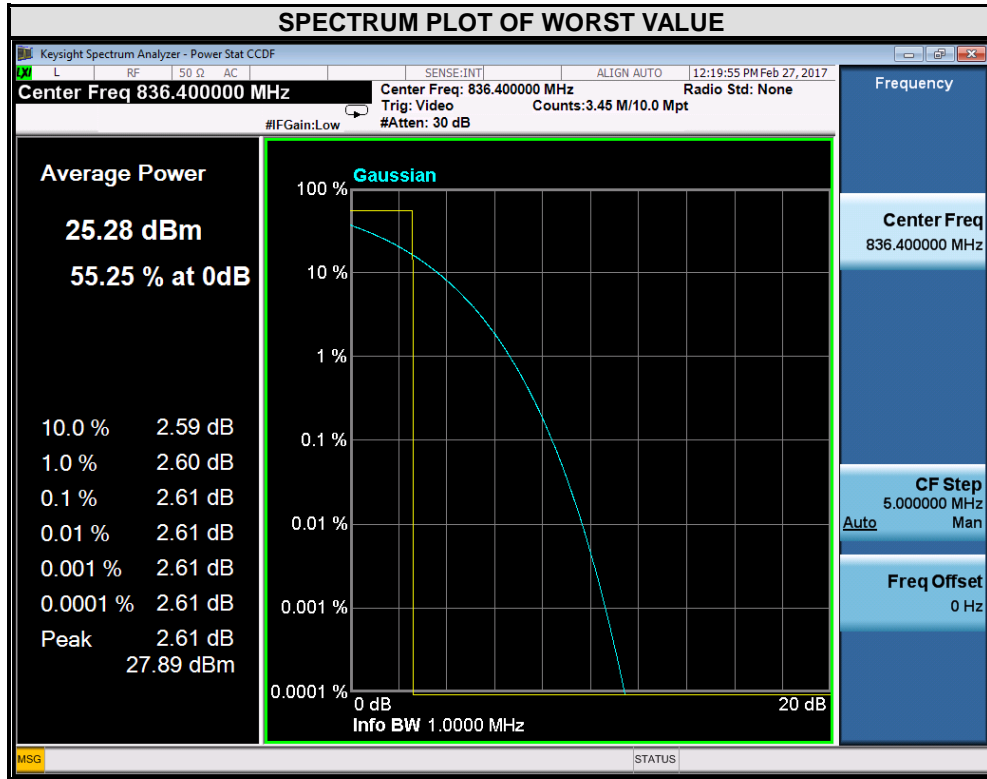 SPECTRUM PLOT OF WORST VALUE
Keysight Spectrum Analyzer - Power Stat CCDF
LXI L RF 50 Ω AC SENSE:INT ALIGN AUTO 12:19:55 PM Feb 27, 2017
Center Freq 836.400000 MHz
Center Freq: 836.400000 MHz Radio Std: None
Trig: Video Counts:3.45 M/10.0 Mpt
#IFGain:Low #Atten: 30 dB
Frequency
Average Power
25.28 dBm
55.25 % at 0dB
10.0 % 2.59 dB
1.0 % 2.60 dB
0.1 % 2.61 dB
0.01 % 2.61 dB
0.001 % 2.61 dB
0.0001 % 2.61 dB
Peak 2.61 dB
27.89 dBm
Gaussian
100 %
10 %
1 %
0.1 %
0.01 %
0.001 %
0.0001 %
0 dB 20 dB
Info BW 1.0000 MHz
Center Freq
836.400000 MHz
CF Step
5.000000 MHz
Auto Man
Freq Offset
0 Hz
MSG STATUS